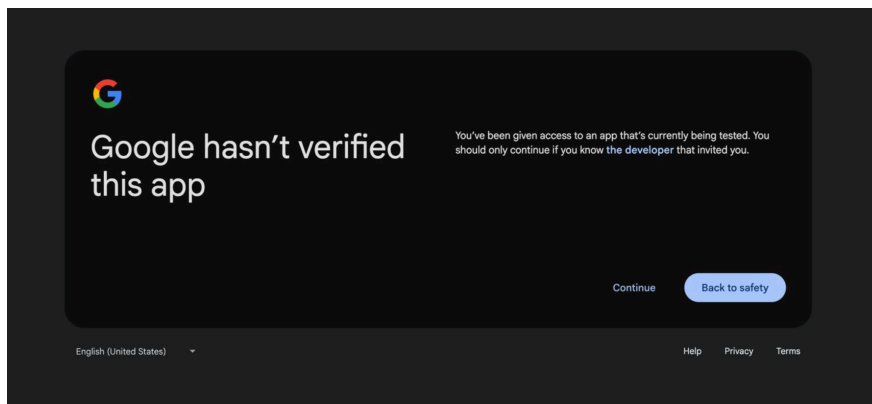 Google hasn’t verified
this app
You’ve been given access to an app that’s currently being tested. You
should only continue if you know the developer that invited you.
Continue
Back to safety
English (United States)
Help
Privacy
Terms